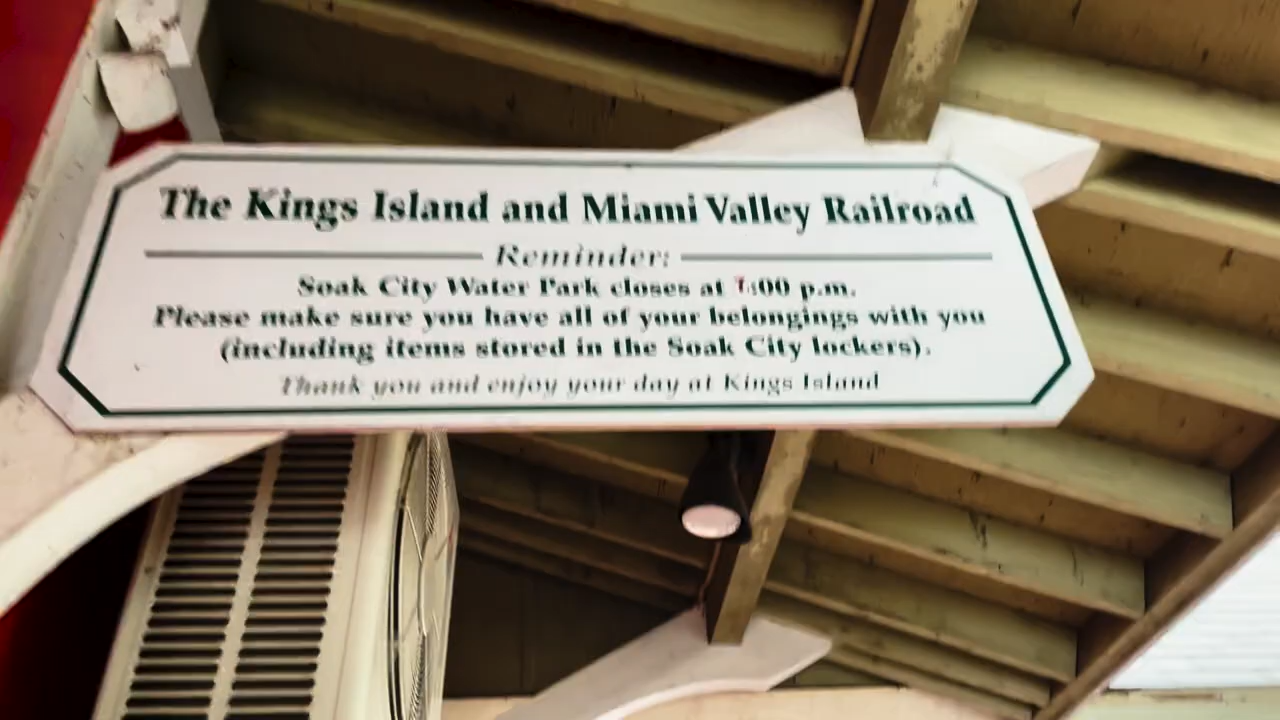 The Kings Island and Miami Valley Railroad
Reminder:
Soak City Water Park closes at 7:00 p.m.
Please make sure you have all of your belongings with you
(including items stored in the Soak City lockers).
Thank you and enjoy your day at Kings Island